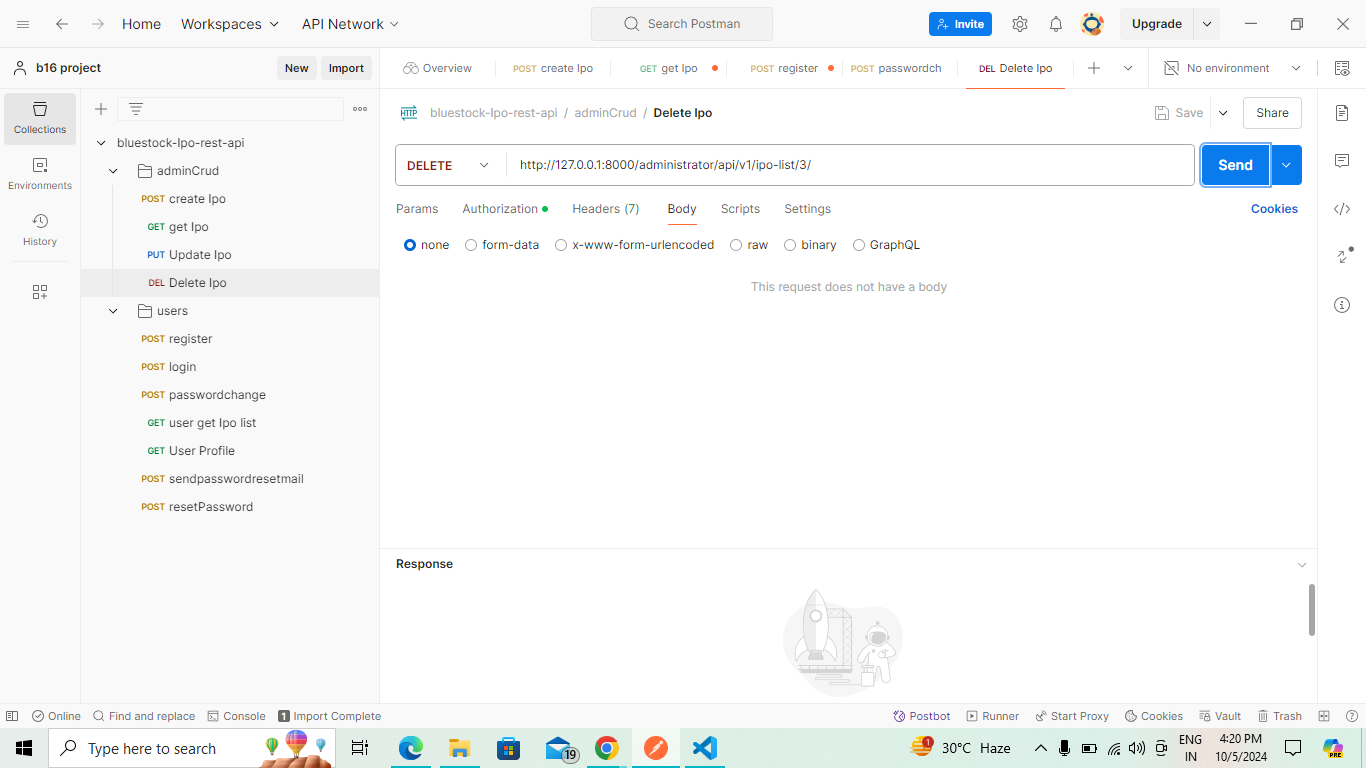 Home Workspaces API Network Search Postman Invite Upgrade
b16 project New Import Overview POST create Ipo GET get Ipo POST register POST passwordch DEL Delete Ipo No environment
Collections
Environments
History
bluestock-Ipo-rest-api
adminCrud
POST create Ipo
GET get Ipo
PUT Update Ipo
DEL Delete Ipo
users
POST register
POST login
POST passwordchange
GET user get Ipo list
GET User Profile
POST sendpasswordresetmail
POST resetPassword
HTTP bluestock-Ipo-rest-api / adminCrud / Delete Ipo Save Share
DELETE http://127.0.0.1:8000/administrator/api/v1/ipo-list/3/ Send
Params Authorization Headers (7) Body Scripts Settings Cookies
none form-data x-www-form-urlencoded raw binary GraphQL
This request does not have a body
Response
Online Find and replace Console 1 Import Complete Postbot Runner Start Proxy Cookies Vault Trash
Type here to search 19 1 30°C Haze ENG 4:20 PM PRE
IN 10/5/2024